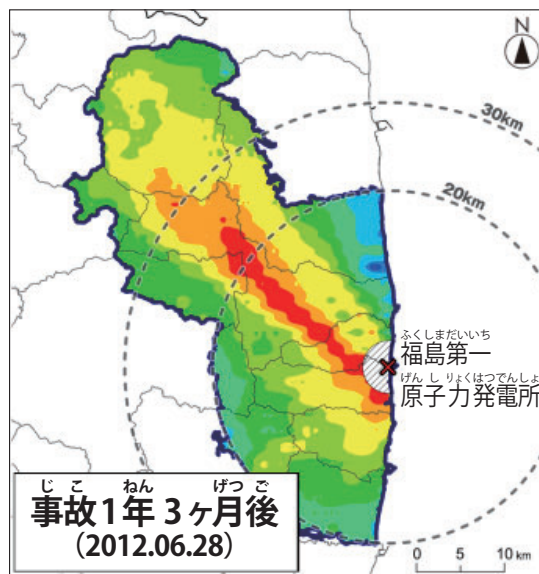 N
30km
20km
ふくしまだいいち
福島第一
げんしりょくはつでんしょ
原子力発電所
じこ ねん げつご
事故1年3ヶ月後
(2012.06.28)
0 5 10 km